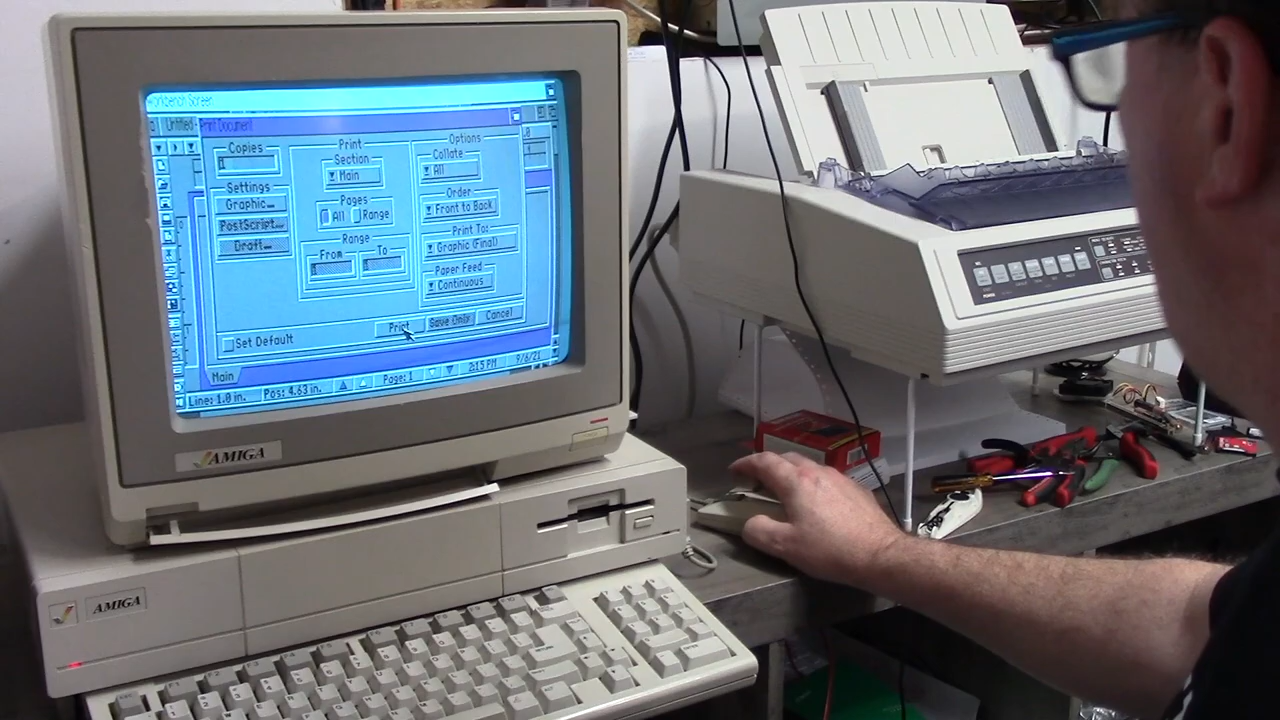 Workbench Screen
Untitled - Print Document
Copies
1
Settings
Graphic...
PostScript...
Draft...
Print
Section
Main
Pages
All Range
Range
From To
Options
Collate
All
Order
Front to Back
Print To:
Graphic (Final)
Paper Feed
Continuous
Print Save Only Cancel
Set Default
Main
Line: 1.0 in. Pos: 4.63 in. Page: 1 2:15 PM 9/6/21
AMIGA
AMIGA